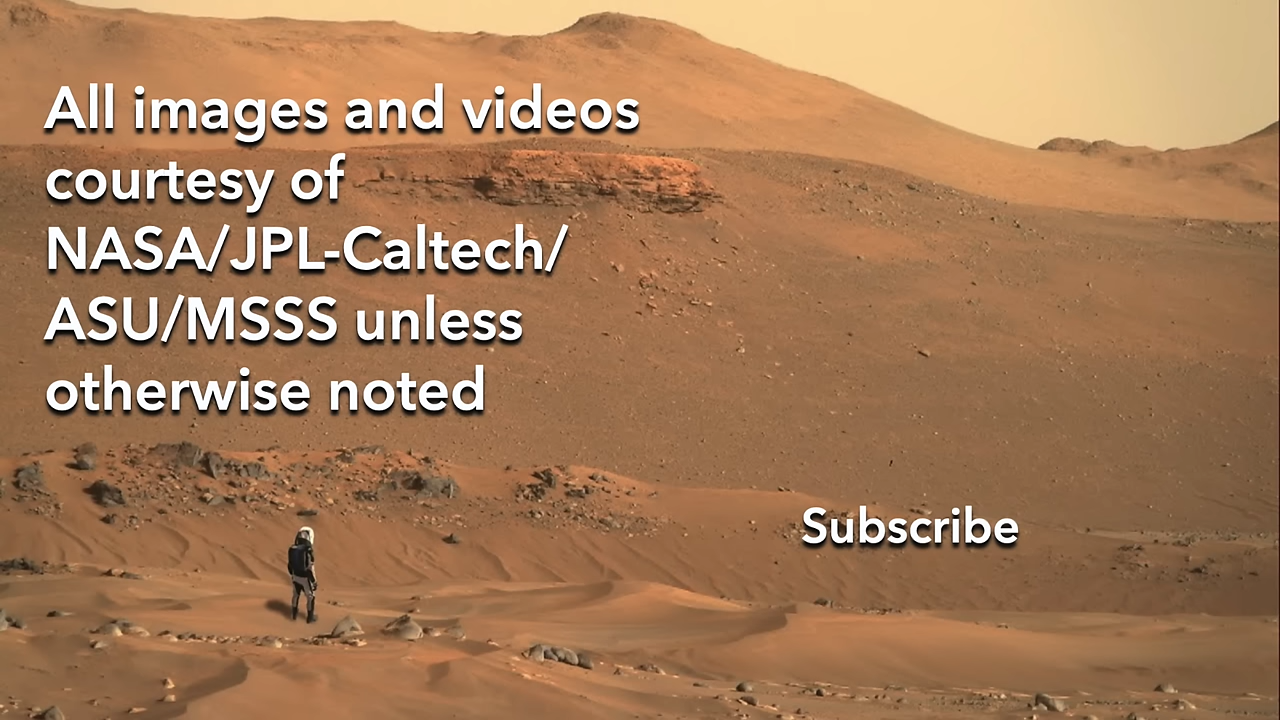 All images and videos
courtesy of
NASA/JPL-Caltech/
ASU/MSSS unless
otherwise noted
Subscribe